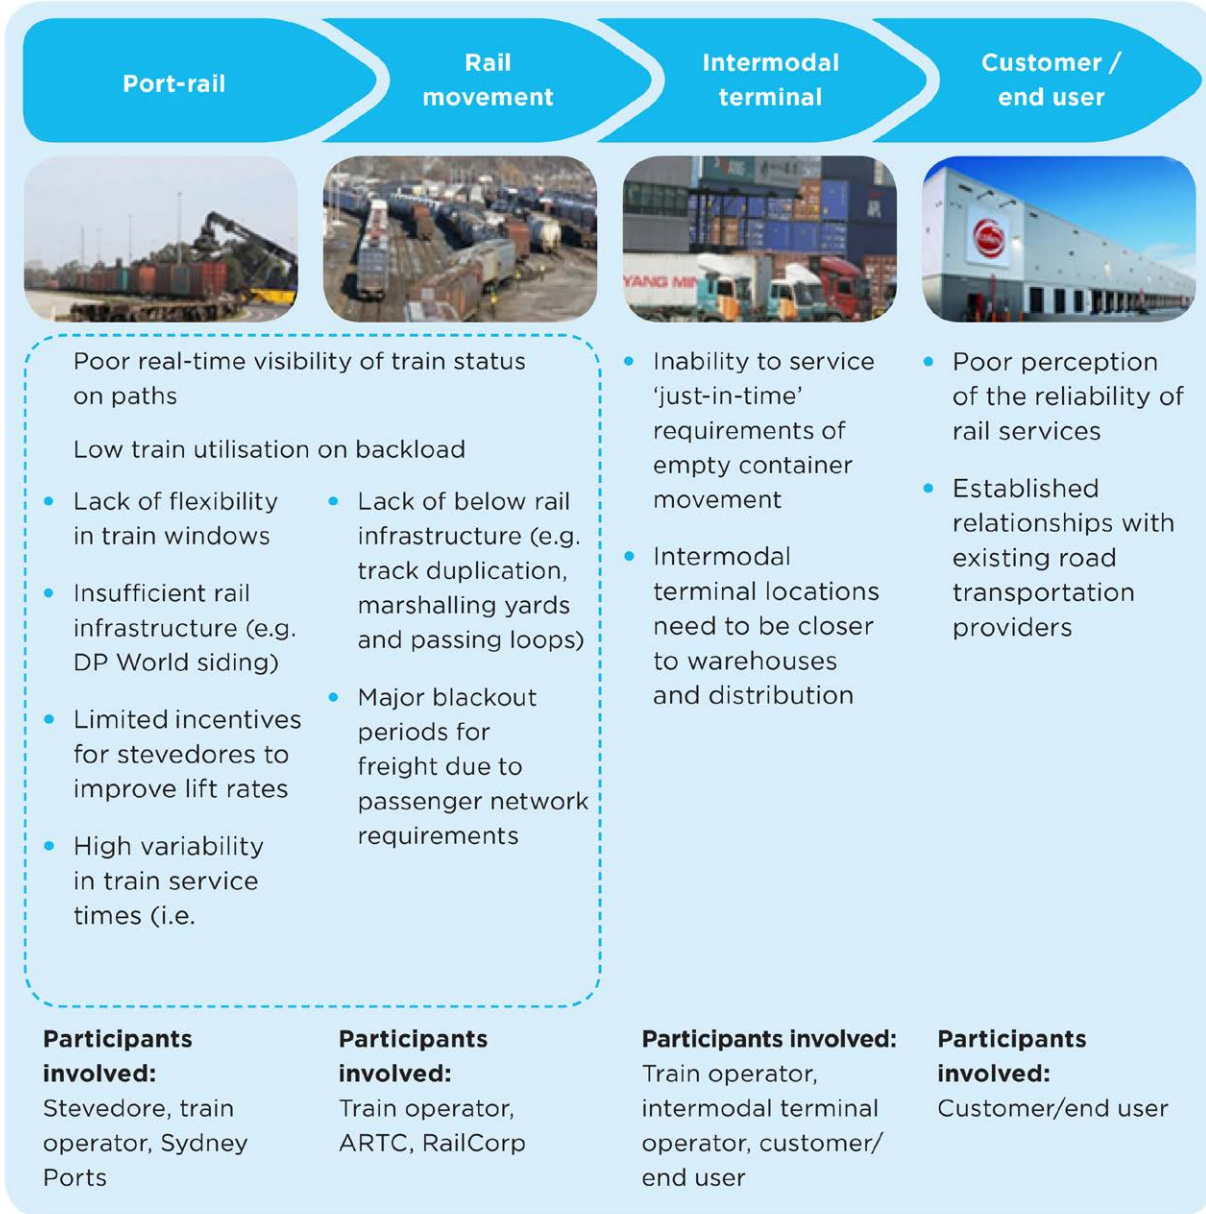 Port-rail
Rail
movement
Intermodal
terminal
Customer /
end user
YANG MIN
Coles
Poor real-time visibility of train status
on paths
Low train utilisation on backload
• Lack of flexibility
in train windows
• Insufficient rail
infrastructure (e.g.
DP World siding)
• Limited incentives
for stevedores to
improve lift rates
• High variability
in train service
times (i.e.
• Lack of below rail
infrastructure (e.g.
track duplication,
marshalling yards
and passing loops)
• Major blackout
periods for
freight due to
passenger network
requirements
• Inability to service
‘just-in-time’
requirements of
empty container
movement
• Intermodal
terminal locations
need to be closer
to warehouses
and distribution
• Poor perception
of the reliability of
rail services
• Established
relationships with
existing road
transportation
providers
Participants
involved:
Stevedore, train
operator, Sydney
Ports
Participants
involved:
Train operator,
ARTC, RailCorp
Participants involved:
Train operator,
intermodal terminal
operator, customer/
end user
Participants
involved:
Customer/end user